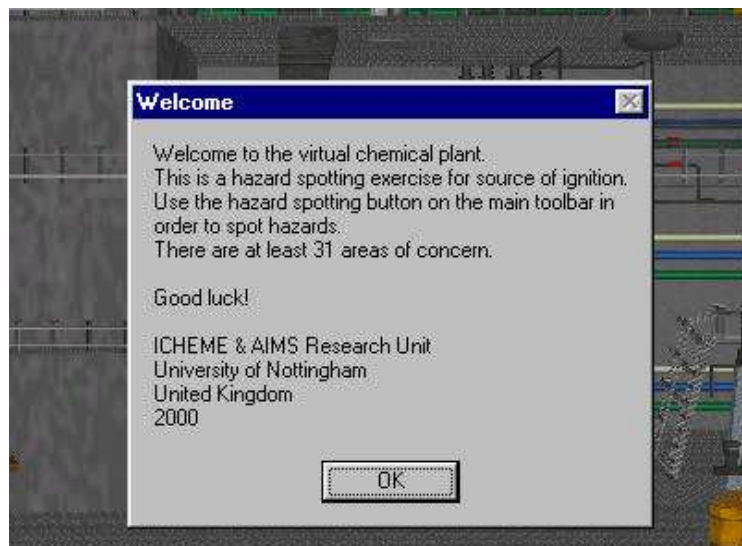 Welcome
Welcome to the virtual chemical plant.
This is a hazard spotting exercise for source of ignition.
Use the hazard spotting button on the main toolbar in
order to spot hazards.
There are at least 31 areas of concern.
Good luck!
ICHEME & AIMS Research Unit
University of Nottingham
United Kingdom
2000
OK